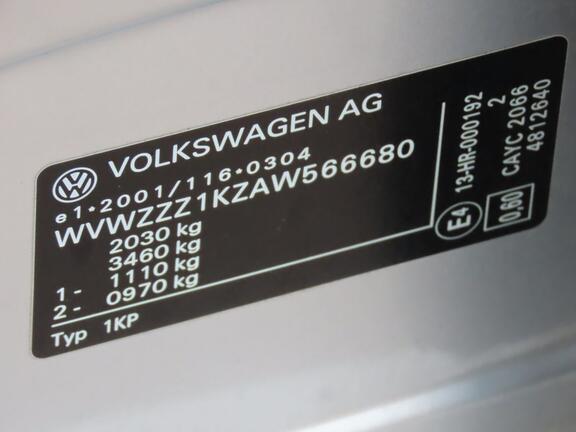 VOLKSWAGEN AG
e1*2001/116*0304
WVWZZZ1KZAW566680
2030 kg
3460 kg
1 - 1110 kg
2 - 0970 kg
Typ 1KP
E4 13-HR-000192
2
CAYC 2066
0,60 4812640